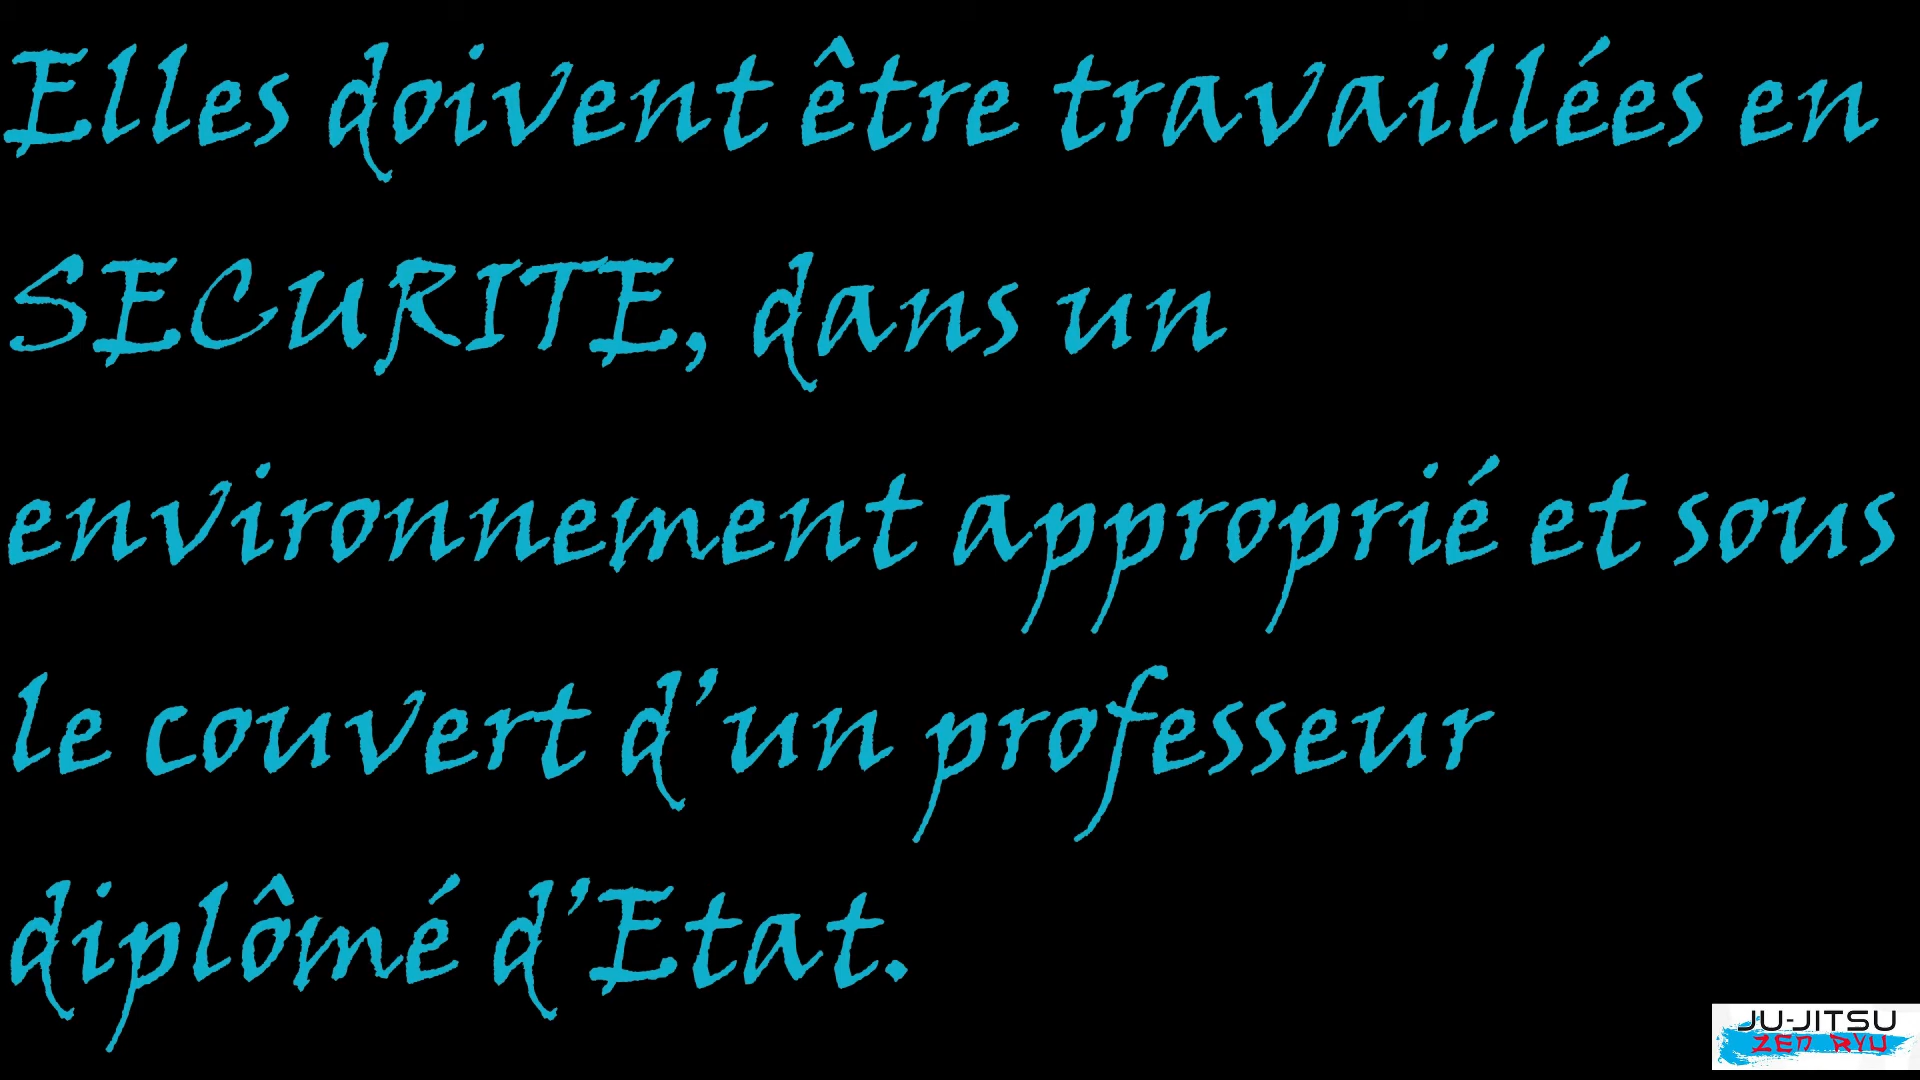 Elles doivent être travaillées en
SECURITE, dans un
environnement approprié et sous
le couvert d’un professeur
diplômé d’Etat.
JU-JITSU
ZEN RYU